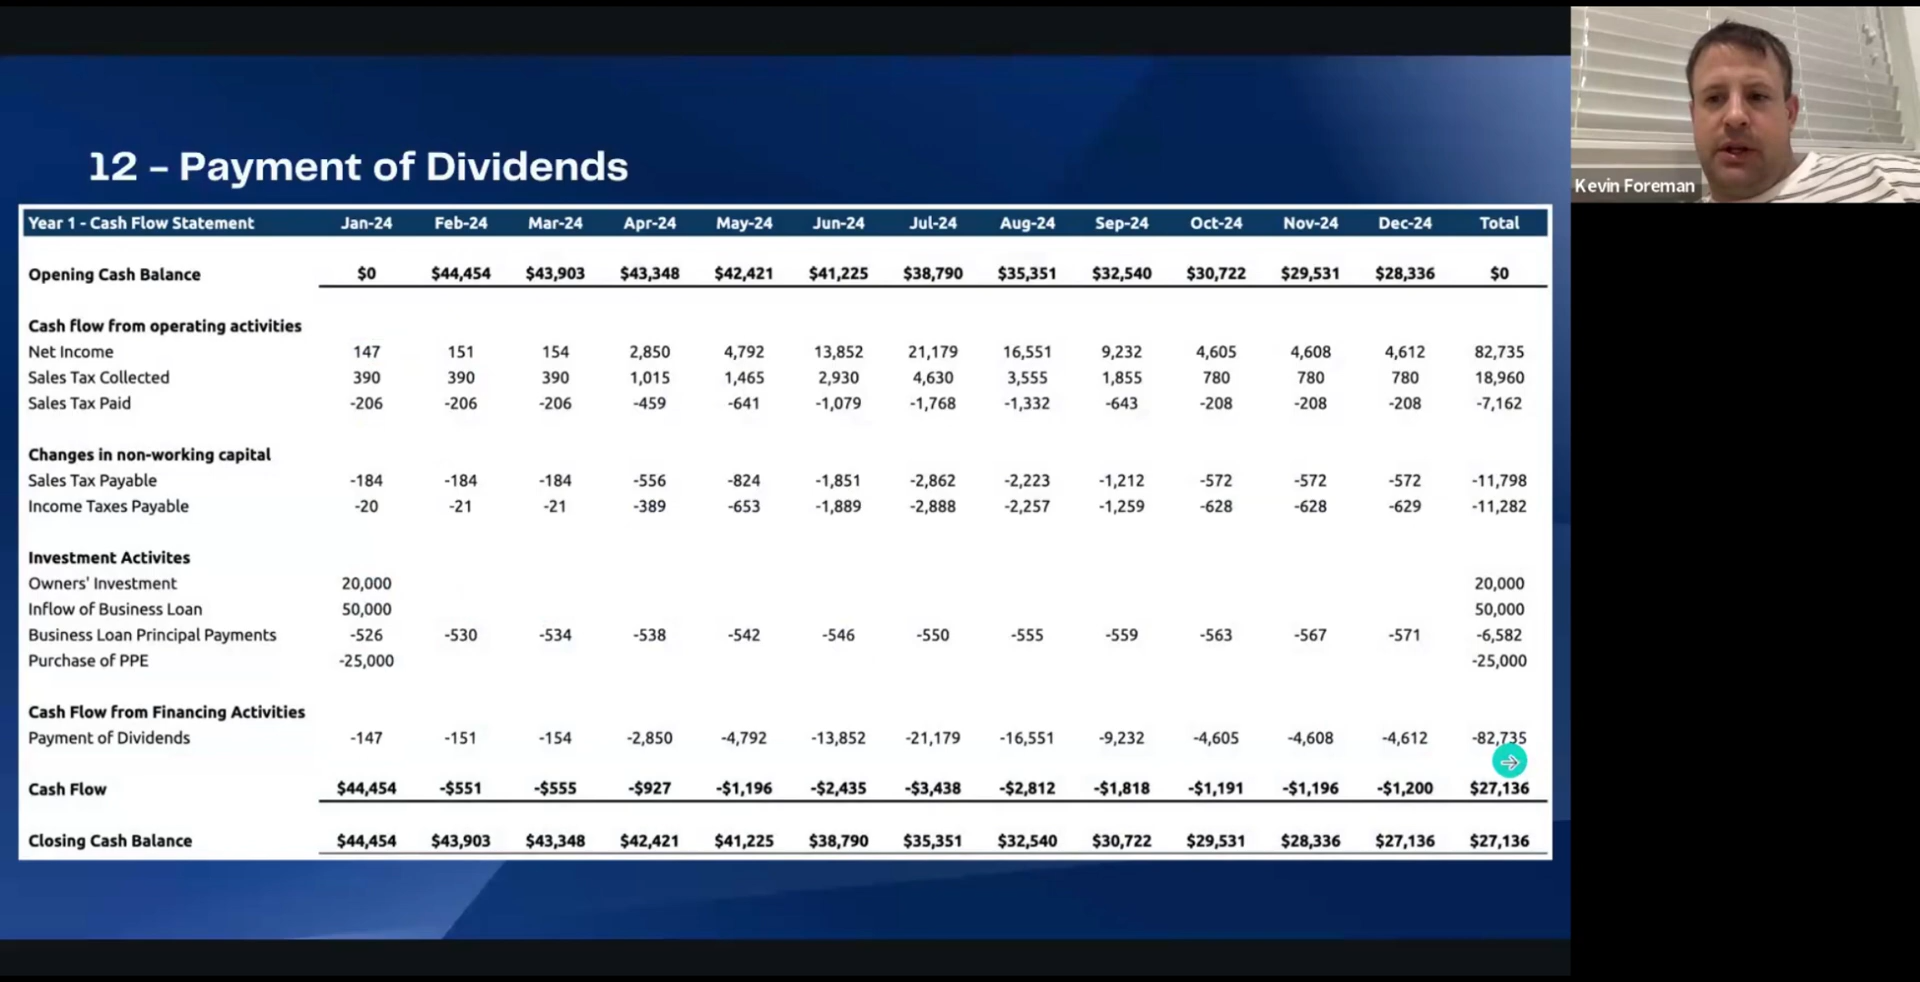 12 – Payment of Dividends
Kevin Foreman
Year 1 - Cash Flow Statement Jan-24 Feb-24 Mar-24 Apr-24 May-24 Jun-24 Jul-24 Aug-24 Sep-24 Oct-24 Nov-24 Dec-24 Total
Opening Cash Balance $0 $44,454 $43,903 $43,348 $42,421 $41,225 $38,790 $35,351 $32,540 $30,722 $29,531 $28,336 $0
Cash flow from operating activities
Net Income 147 151 154 2,850 4,792 13,852 21,179 16,551 9,232 4,605 4,608 4,612 82,735
Sales Tax Collected 390 390 390 1,015 1,465 2,930 4,630 3,555 1,855 780 780 780 18,960
Sales Tax Paid -206 -206 -206 -459 -641 -1,079 -1,768 -1,332 -643 -208 -208 -208 -7,162
Changes in non-working capital
Sales Tax Payable -184 -184 -184 -556 -824 -1,851 -2,862 -2,223 -1,212 -572 -572 -572 -11,798
Income Taxes Payable -20 -21 -21 -389 -653 -1,889 -2,888 -2,257 -1,259 -628 -628 -629 -11,282
Investment Activites
Owners' Investment 20,000 20,000
Inflow of Business Loan 50,000 50,000
Business Loan Principal Payments -526 -530 -534 -538 -542 -546 -550 -555 -559 -563 -567 -571 -6,582
Purchase of PPE -25,000 -25,000
Cash Flow from Financing Activities
Payment of Dividends -147 -151 -154 -2,850 -4,792 -13,852 -21,179 -16,551 -9,232 -4,605 -4,608 -4,612 -82,735
Cash Flow $44,454 -$551 -$555 -$927 -$1,196 -$2,435 -$3,438 -$2,812 -$1,818 -$1,191 -$1,196 -$1,200 $27,136
Closing Cash Balance $44,454 $43,903 $43,348 $42,421 $41,225 $38,790 $35,351 $32,540 $30,722 $29,531 $28,336 $27,136 $27,136